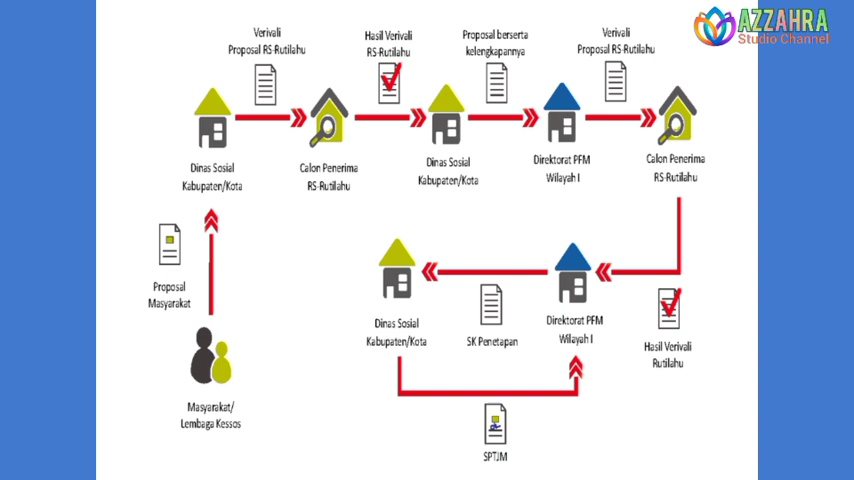 AZZAHRA
Studio Channel
Verivali
Proposal RS-Rutilahu
Hasil Verivali
RS-Rutilahu
Proposal berserta
kelengkapannya
Verivali
Proposal RS-Rutilahu
Dinas Sosial
Kabupaten/Kota
Calon Penerima
RS-Rutilahu
Dinas Sosial
Kabupaten/Kota
Direktorat PFM
Wilayah I
Calon Penerima
RS-Rutilahu
Proposal
Masyarakat
Dinas Sosial
Kabupaten/Kota
SK Penetapan
Direktorat PFM
Wilayah I
Hasil Verivali
Rutilahu
Masyarakat/
Lembaga Kessos
SPTJM